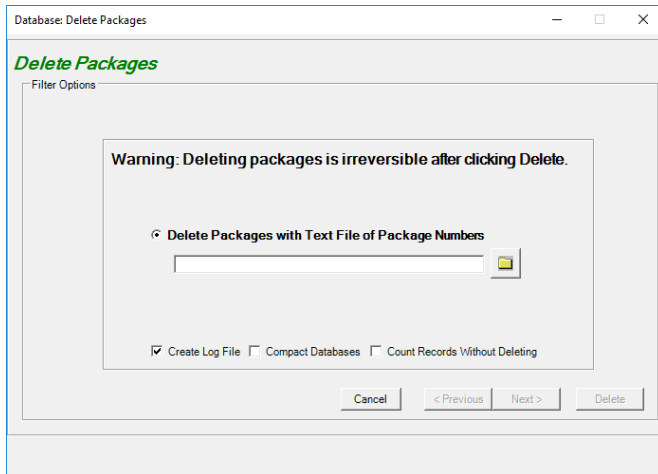 Database: Delete Packages
Delete Packages
Filter Options
Warning: Deleting packages is irreversible after clicking Delete.
Delete Packages with Text File of Package Numbers
Create Log File Compact Databases Count Records Without Deleting
Cancel < Previous Next > Delete